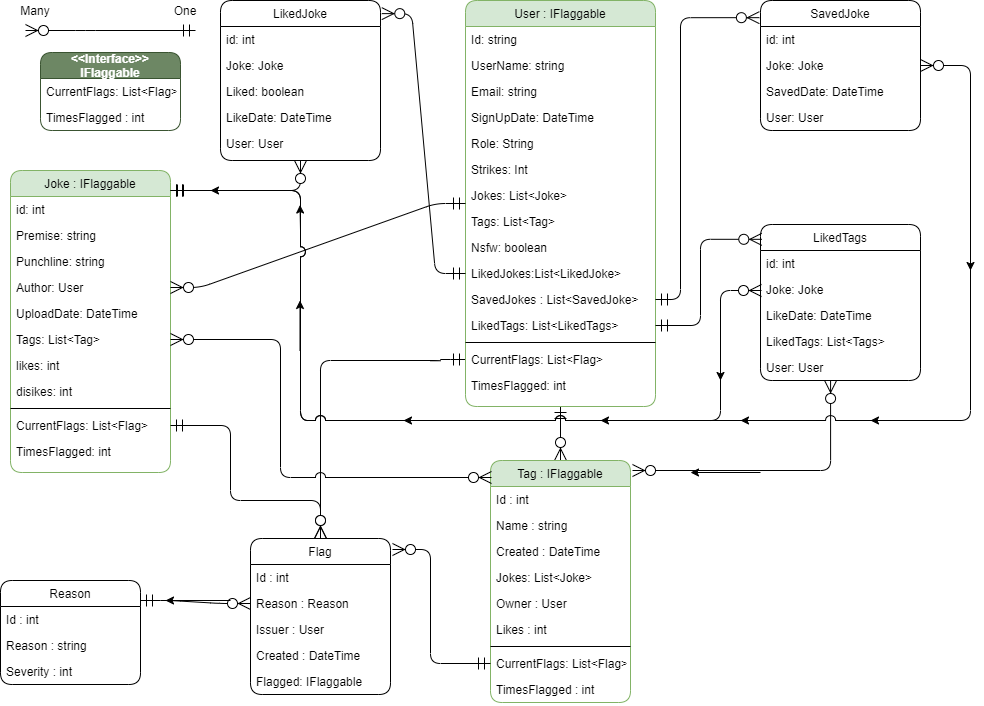 Many
One
<<Interface>>
IFlaggable
CurrentFlags: List<Flag>
TimesFlagged : int
LikedJoke
id: int
Joke: Joke
Liked: boolean
LikeDate: DateTime
User: User
User : IFlaggable
Id: string
UserName: string
Email: string
SignUpDate: DateTime
Role: String
Strikes: Int
Jokes: List<Joke>
Tags: List<Tag>
Nsfw: boolean
LikedJokes:List<LikedJoke>
SavedJokes : List<SavedJoke>
LikedTags: List<LikedTags>
CurrentFlags: List<Flag>
TimesFlagged: int
SavedJoke
id: int
Joke: Joke
SavedDate: DateTime
User: User
Joke : IFlaggable
id: int
Premise: string
Punchline: string
Author: User
UploadDate: DateTime
Tags: List<Tag>
likes: int
disikes: int
CurrentFlags: List<Flag>
TimesFlagged: int
LikedTags
id: int
Joke: Joke
LikeDate: DateTime
LikedTags: List<Tags>
User: User
Tag : IFlaggable
Id : int
Name : string
Created : DateTime
Jokes: List<Joke>
Owner : User
Likes : int
CurrentFlags: List<Flag>
TimesFlagged : int
Flag
Id : int
Reason : Reason
Issuer : User
Created : DateTime
Flagged: IFlaggable
Reason
Id : int
Reason : string
Severity : int